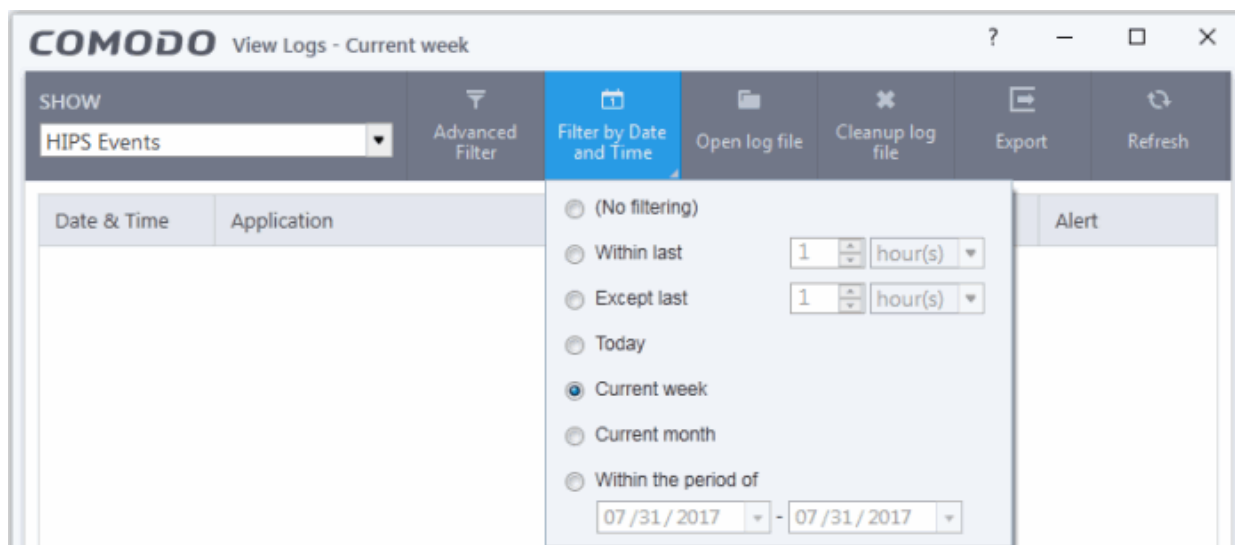 COMODO View Logs - Current week ?
SHOW
HIPS Events
Advanced
Filter
1
Filter by Date
and Time
Open log file
Cleanup log
file
Export
Refresh
Date & Time Application Alert
(No filtering)
Within last 1 hour(s)
Except last 1 hour(s)
Today
Current week
Current month
Within the period of
07/31/2017 - 07/31/2017